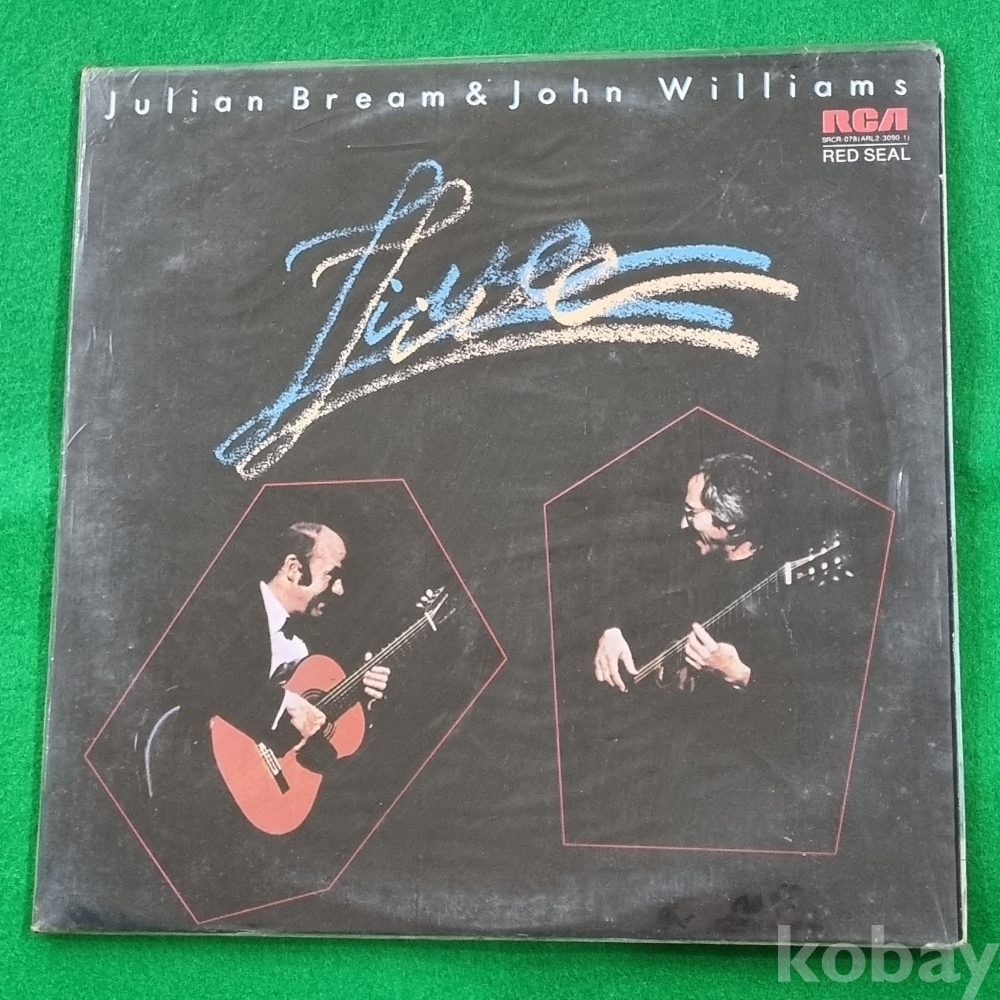 Julian Bream & John Williams
RCA
SRCR-078(ARL2-3090-1)
RED SEAL
Live
kobay